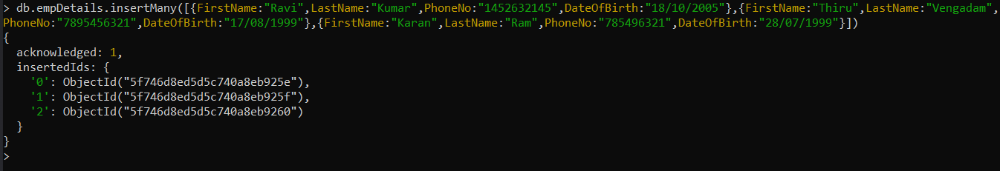 > db.empDetails.insertMany([{FirstName:"Ravi",LastName:"Kumar",PhoneNo:"1452632145",DateOfBirth:"18/10/2005"},{FirstName:"Thiru",LastName:"Vengadam",
PhoneNo:"7895456321",DateOfBirth:"17/08/1999"},{FirstName:"Karan",LastName:"Ram",PhoneNo:"785496321",DateOfBirth:"28/07/1999"}])
{
  acknowledged: 1,
  insertedIds: {
    '0': ObjectId("5f746d8ed5d5c740a8eb925e"),
    '1': ObjectId("5f746d8ed5d5c740a8eb925f"),
    '2': ObjectId("5f746d8ed5d5c740a8eb9260")
  }
}
>